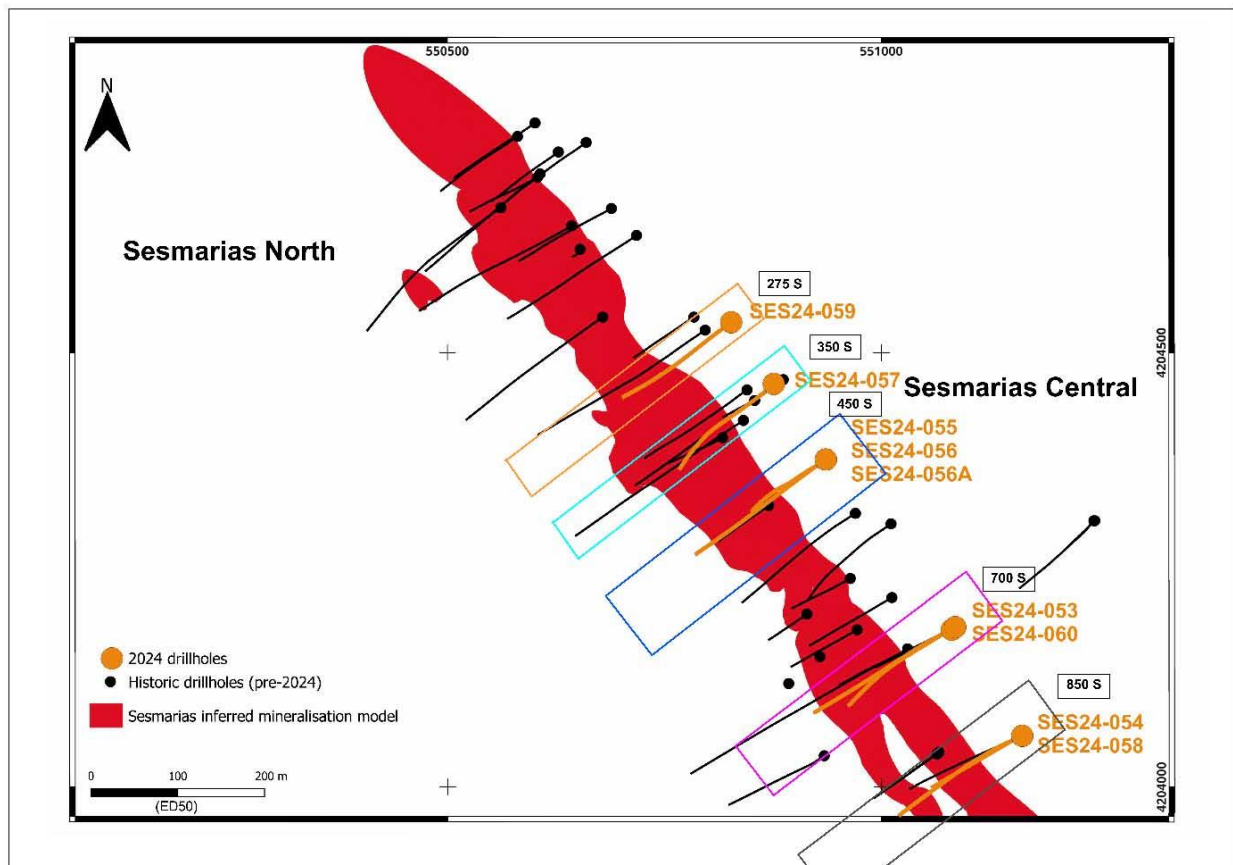 550500
551000
N
Sesmarias North
275 S
SES24-059
4204500
350 S
SES24-057
Sesmarias Central
450 S
SES24-055
SES24-056
SES24-056A
700 S
SES24-053
SES24-060
2024 drillholes
Historic drillholes (pre-2024)
Sesmarias inferred mineralisation model
850 S
SES24-054
SES24-058
0 100 200 m
(ED50)
4204000